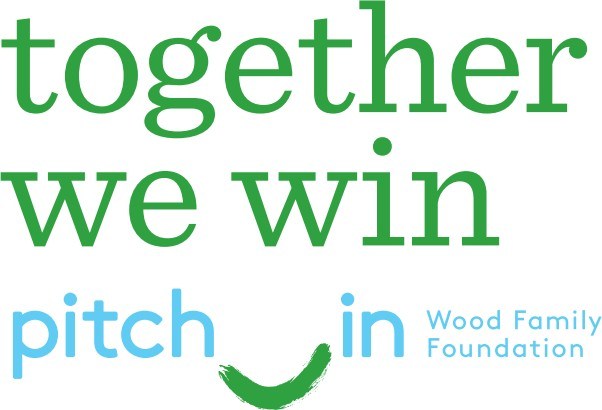 together
we win
pitch in
Wood Family
Foundation